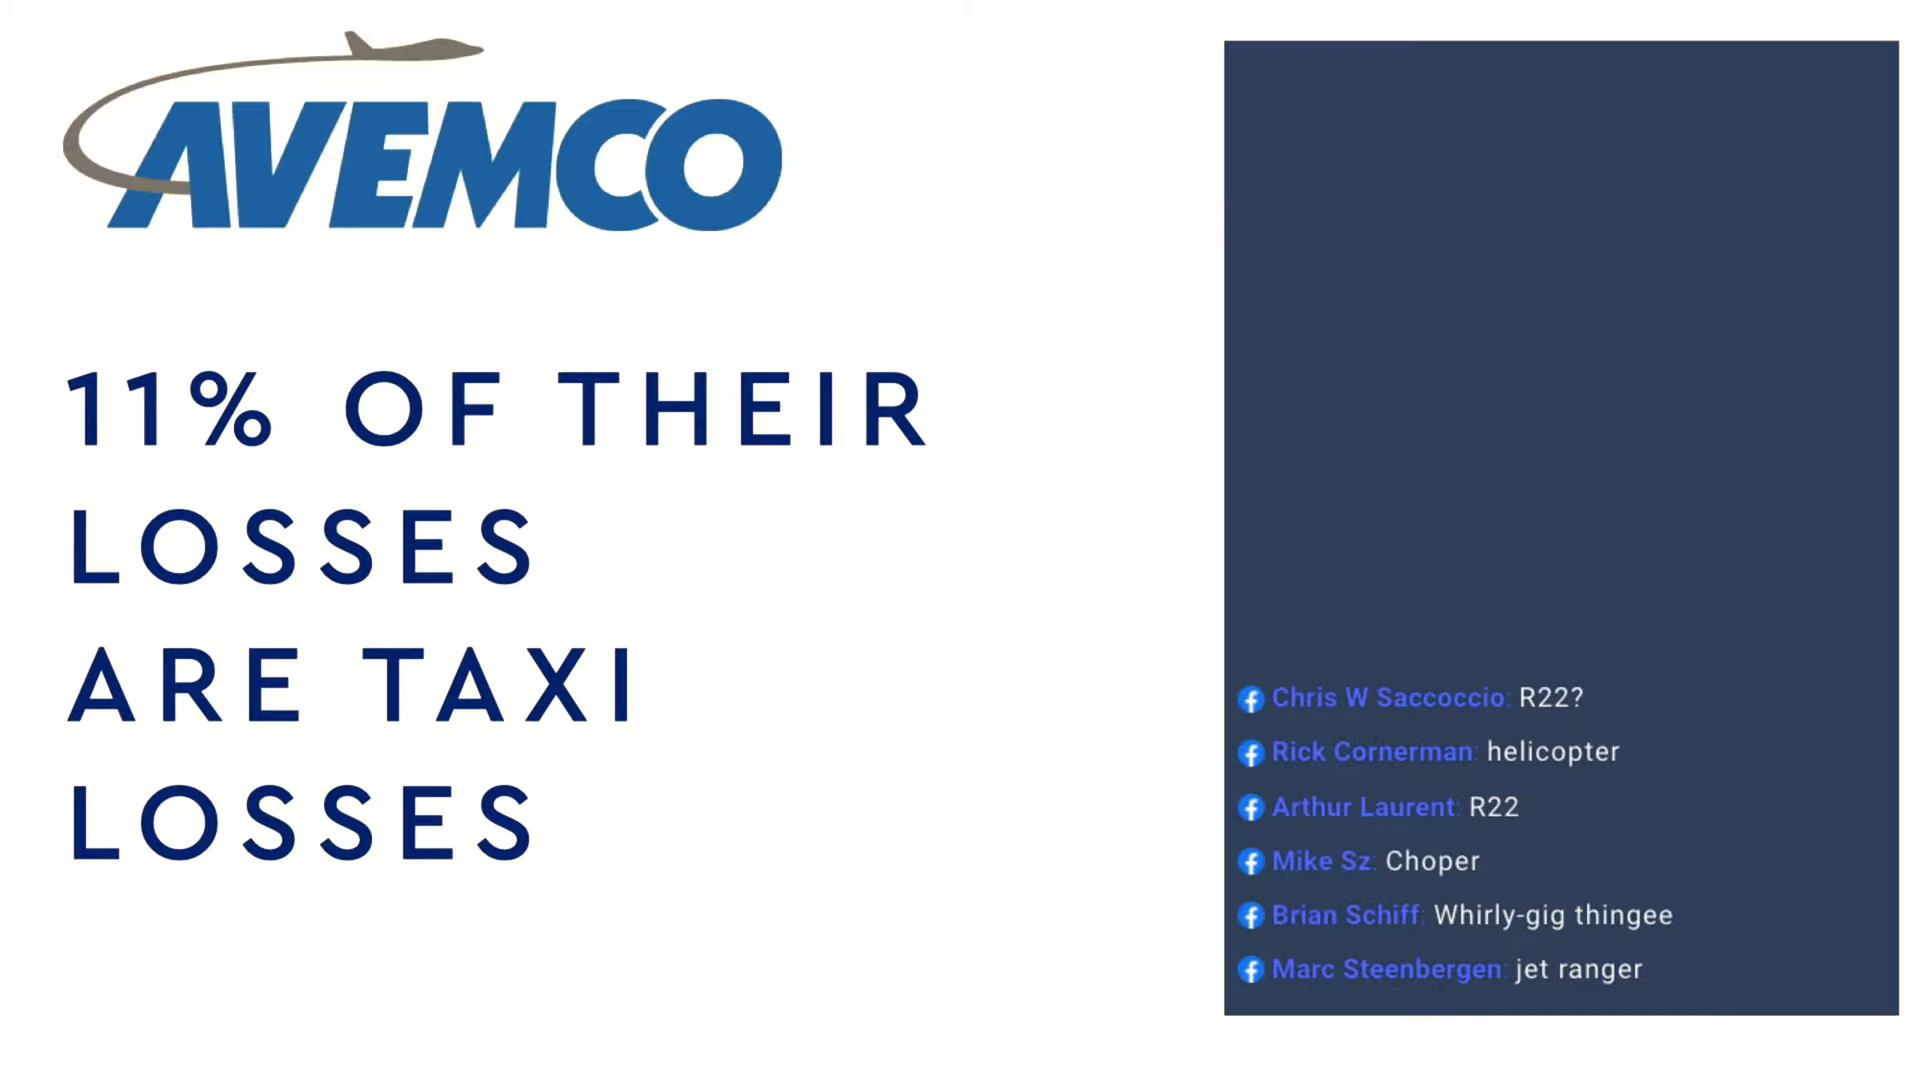 AVEMCO
11% OF THEIR
LOSSES
ARE TAXI
LOSSES
Chris W Saccoccio: R22?
Rick Cornerman: helicopter
Arthur Laurent: R22
Mike Sz: Choper
Brian Schiff: Whirly-gig thingee
Marc Steenbergen: jet ranger